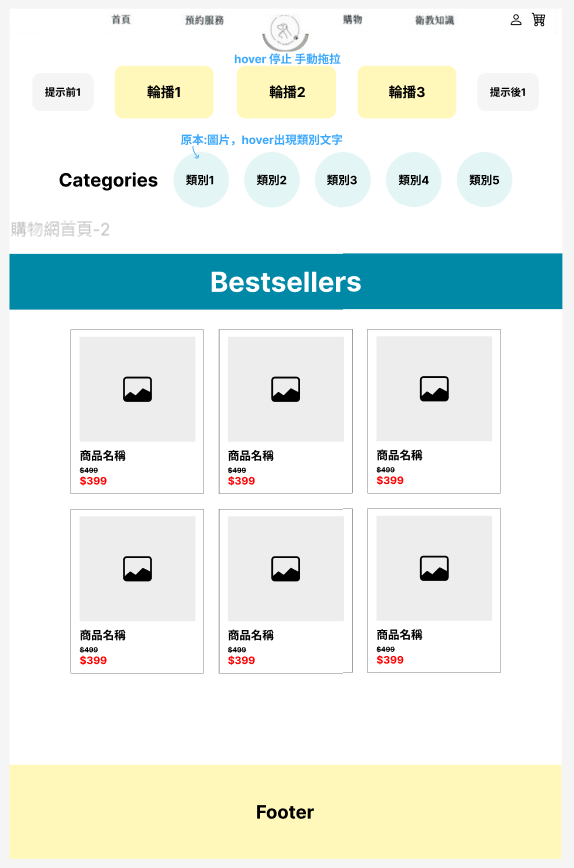 首頁
預約服務
購物
衛教知識
hover 停止 手動拖拉
提示前1
輪播1
輪播2
輪播3
提示後1
原本:圖片，hover出現類別文字
Categories
類別1
類別2
類別3
類別4
類別5
購物網首頁-2
Bestsellers
商品名稱
$499
$399
商品名稱
$499
$399
商品名稱
$499
$399
商品名稱
$499
$399
商品名稱
$499
$399
商品名稱
$499
$399
Footer